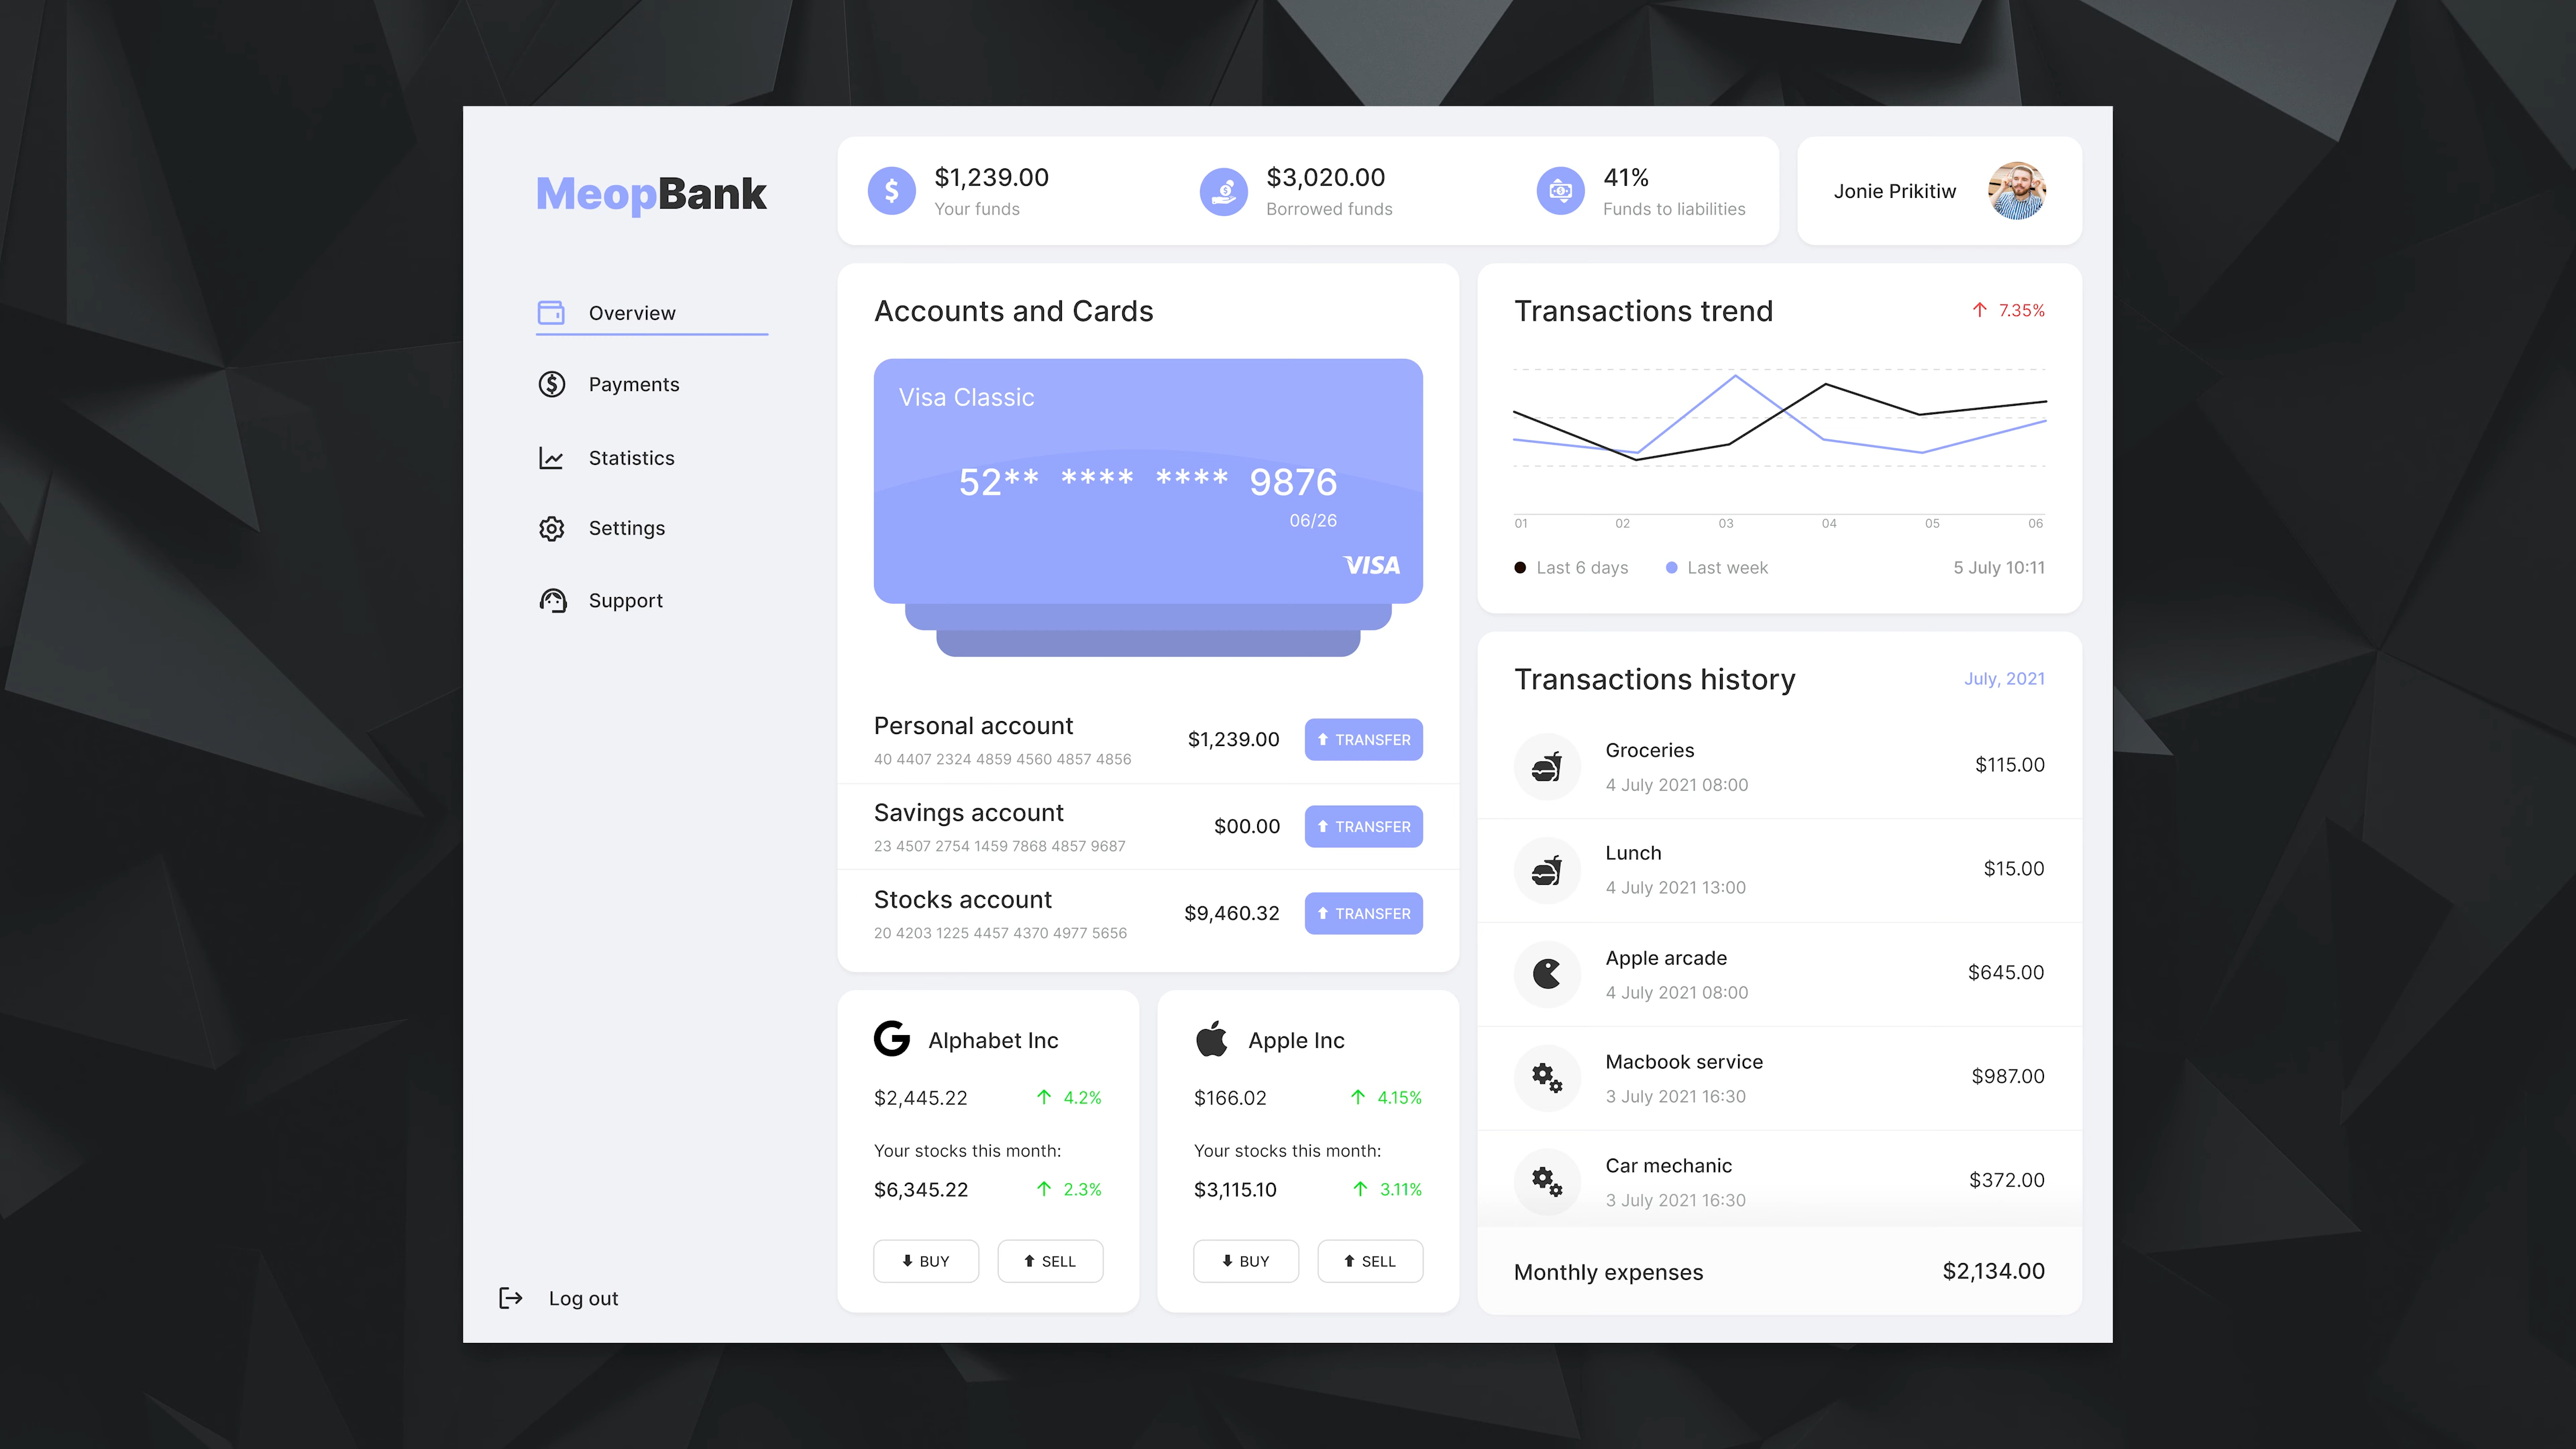 MeopBank
Overview
Payments
Statistics
Settings
Support
Log out
$1,239.00
Your funds
$3,020.00
Borrowed funds
41%
Funds to liabilities
Jonie Prikitiw
Accounts and Cards
Visa Classic
52** **** **** 9876
06/26
VISA
Personal account
40 4407 2324 4859 4560 4857 4856
$1,239.00
TRANSFER
Savings account
23 4507 2754 1459 7868 4857 9687
$00.00
TRANSFER
Stocks account
20 4203 1225 4457 4370 4977 5656
$9,460.32
TRANSFER
Alphabet Inc
$2,445.22 4.2%
Your stocks this month:
$6,345.22 2.3%
BUY SELL
Apple Inc
$166.02 4.15%
Your stocks this month:
$3,115.10 3.11%
BUY SELL
Transactions trend 7.35%
01 02 03 04 05 06
Last 6 days Last week 5 July 10:11
Transactions history July, 2021
Groceries
4 July 2021 08:00
$115.00
Lunch
4 July 2021 13:00
$15.00
Apple arcade
4 July 2021 08:00
$645.00
Macbook service
3 July 2021 16:30
$987.00
Car mechanic
3 July 2021 16:30
$372.00
Monthly expenses $2,134.00